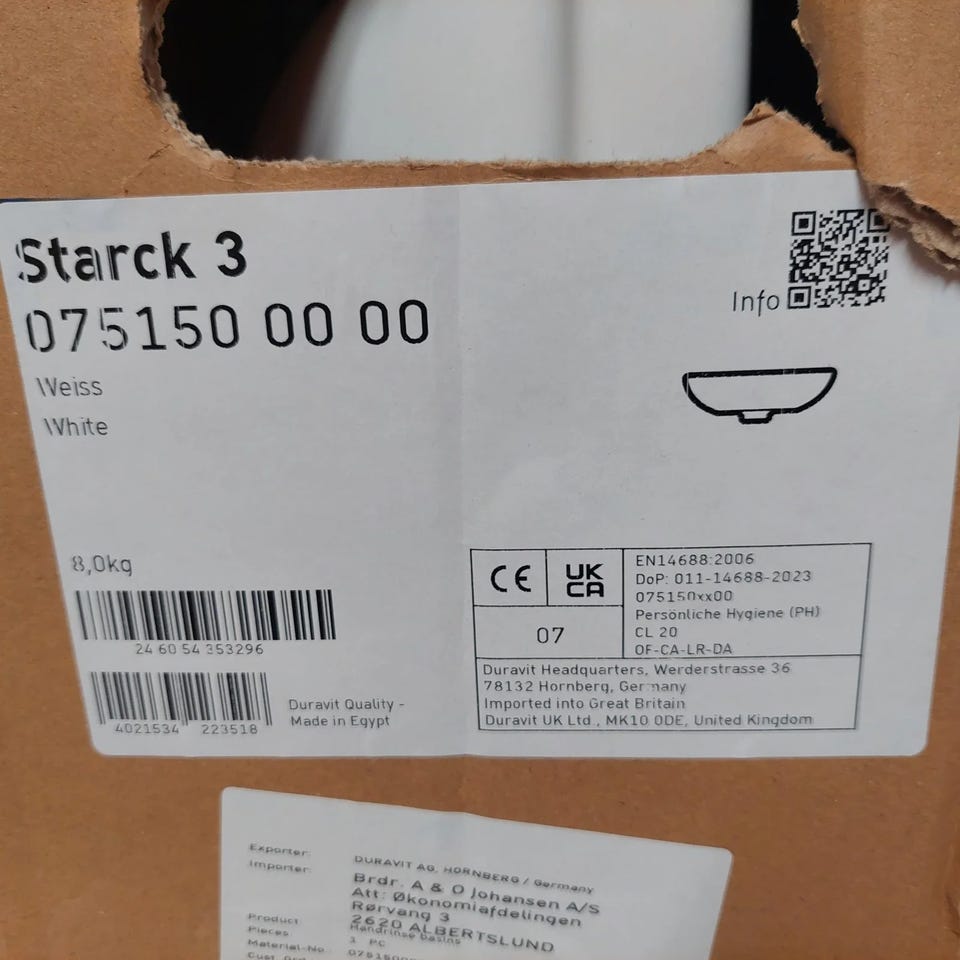 Starck 3
075150 00 00
Weiss
White
Info
8,0kg
24 60 54 353296
4021534 223518
Duravit Quality -
Made in Egypt
CE
UK
CA
07
EN14688:2006
DoP: 011-14688-2023
075150xx00
Persönliche Hygiene (PH)
CL 20
OF-CA-LR-DA
Duravit Headquarters, Werderstrasse 36
78132 Hornberg, Germany
Imported into Great Britain
Duravit UK Ltd., MK10 0DE, United Kingdom
Exporter: DURAVIT AG, HORNBERG / Germany
Importer: Brdr. A & O Johansen A/S
Att: Økonomiafdelingen
Rørvang 3
2620 ALBERTSLUND
Product Handrinse basins
Pieces 1 PC
Material-No.